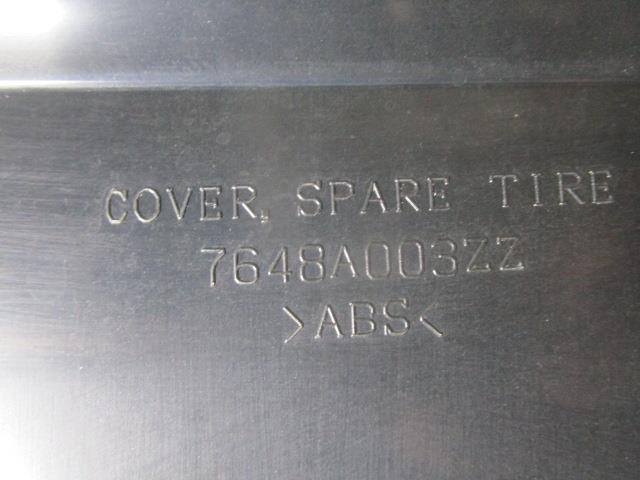 COVER, SPARE TIRE
7648A003ZZ
>ABS<